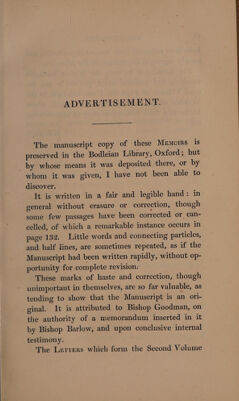 ADVERTISEMENT.
The manuscript copy of these Memoirs is
preserved in the Bodleian Library, Oxford; but
by whose means it was deposited there, or by
whom it was given, I have not been able to
discover.
It is written in a fair and legible hand: in
general without erasure or correction, though
some few passages have been corrected or can-
celled, of which a remarkable instance occurs in
page 132. Little words and connecting particles,
and half lines, are sometimes repeated, as if the
Manuscript had been written rapidly, without op-
portunity for complete revision.
These marks of haste and correction, though
unimportant in themselves, are so far valuable, as
tending to show that the Manuscript is an ori-
ginal. It is attributed to Bishop Goodman, on
the authority of a memorandum inserted in it
by Bishop Barlow, and upon conclusive internal
testimony.
The Letters which form the Second Volume